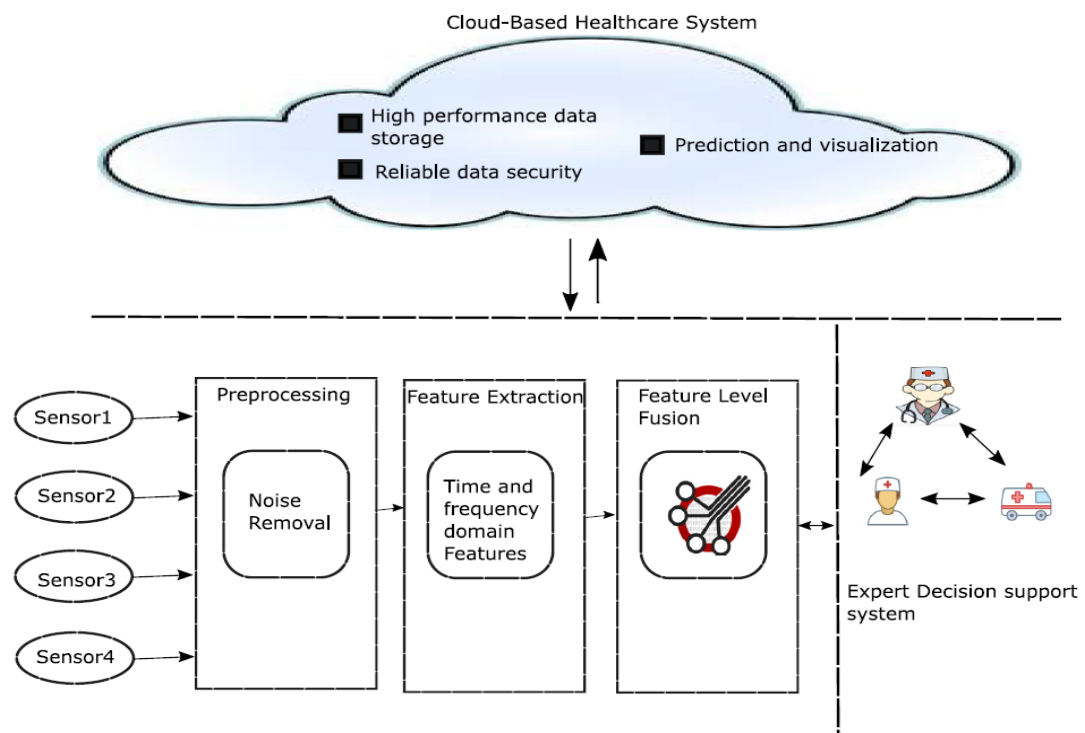 Cloud-Based Healthcare System
High performance data
storage
Reliable data security
Prediction and visualization
Sensor1
Sensor2
Sensor3
Sensor4
Preprocessing
Noise
Removal
Feature Extraction
Time and
frequency
domain
Features
Feature Level
Fusion
Expert Decision support
system